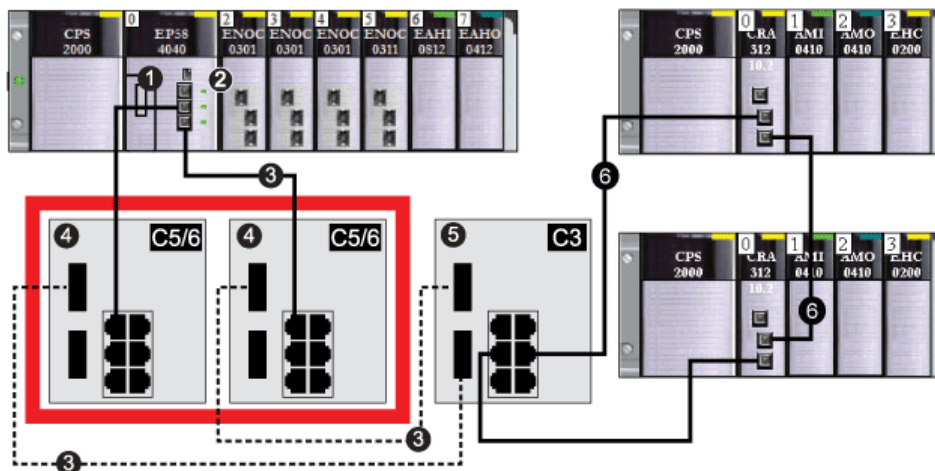 0 2 3 4 5 6 7
CPS 2000
EP58 4040
ENOC 0301
ENOC 0301
ENOC 0301
ENOC 0311
EAHI 0812
EAHO 0412
1
2
3
0 1 2 3
CPS 2000
CRA 312 10.2
AMI 0410
AMO 0410
EHC 0200
6
4 C5/6
4 C5/6
5 C3
0 1 2 3
CPS 2000
CRA 312 10.2
AMI 0410
AMO 0410
EHC 0200
6
3
3